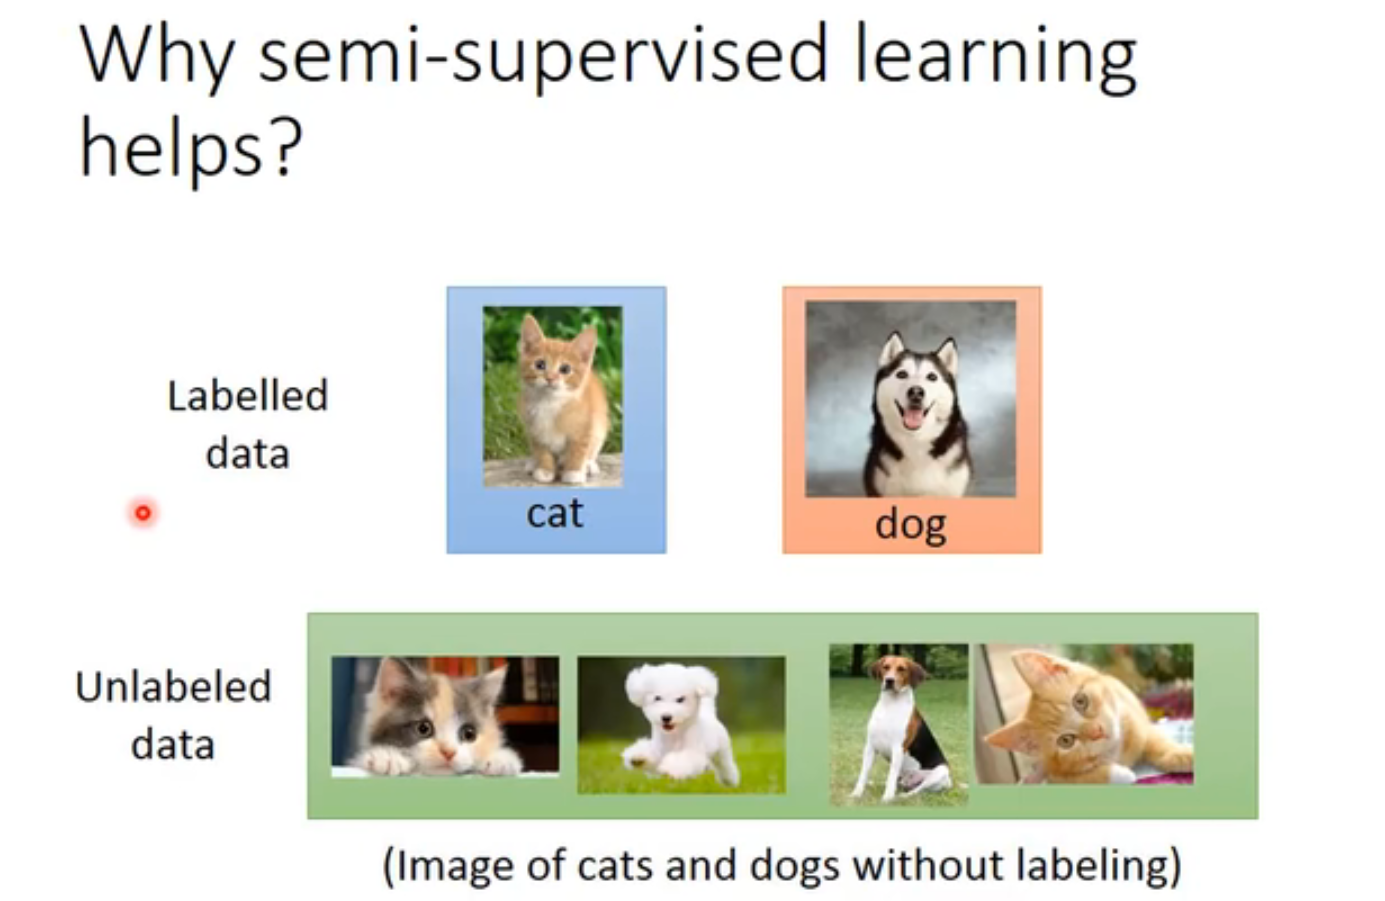 Why semi-supervised learning
helps?
Labelled
data
cat
dog
Unlabeled
data
(Image of cats and dogs without labeling)